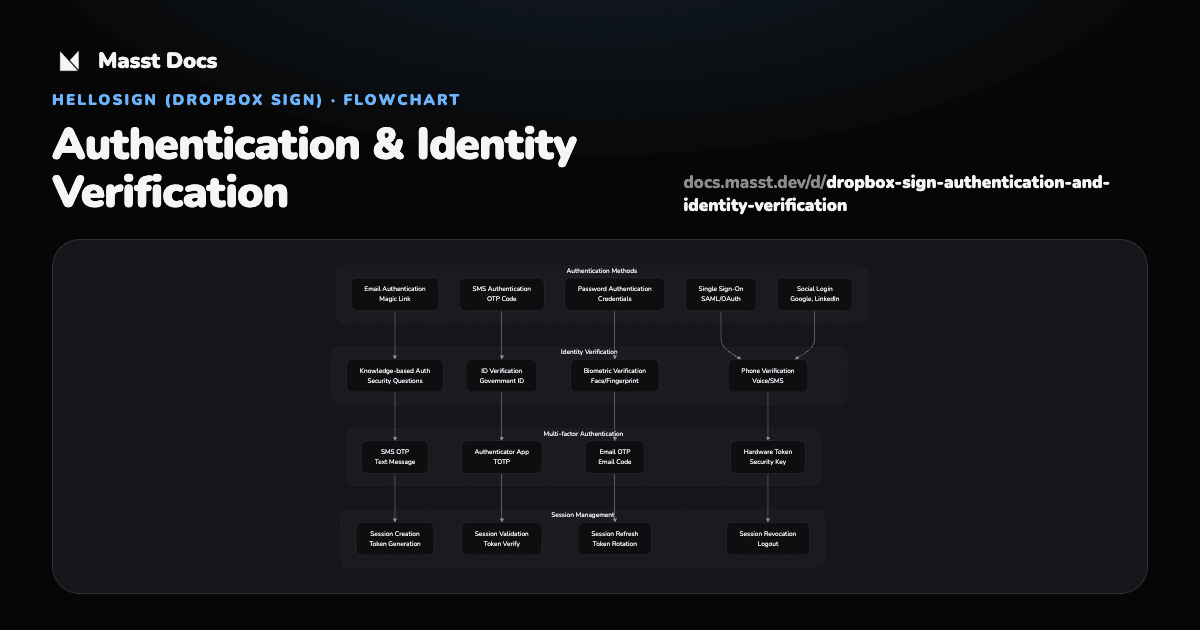 Masst Docs
HELLOSIGN (DROPBOX SIGN) · FLOWCHART
Authentication & Identity
Verification
docs.masst.dev/d/dropbox-sign-authentication-and-
identity-verification
Authentication Methods
Email Authentication
Magic Link
SMS Authentication
OTP Code
Password Authentication
Credentials
Single Sign-On
SAML/OAuth
Social Login
Google, LinkedIn
Identity Verification
Knowledge-based Auth
Security Questions
ID Verification
Government ID
Biometric Verification
Face/Fingerprint
Phone Verification
Voice/SMS
Multi-factor Authentication
SMS OTP
Text Message
Authenticator App
TOTP
Email OTP
Email Code
Hardware Token
Security Key
Session Management
Session Creation
Token Generation
Session Validation
Token Verify
Session Refresh
Token Rotation
Session Revocation
Logout